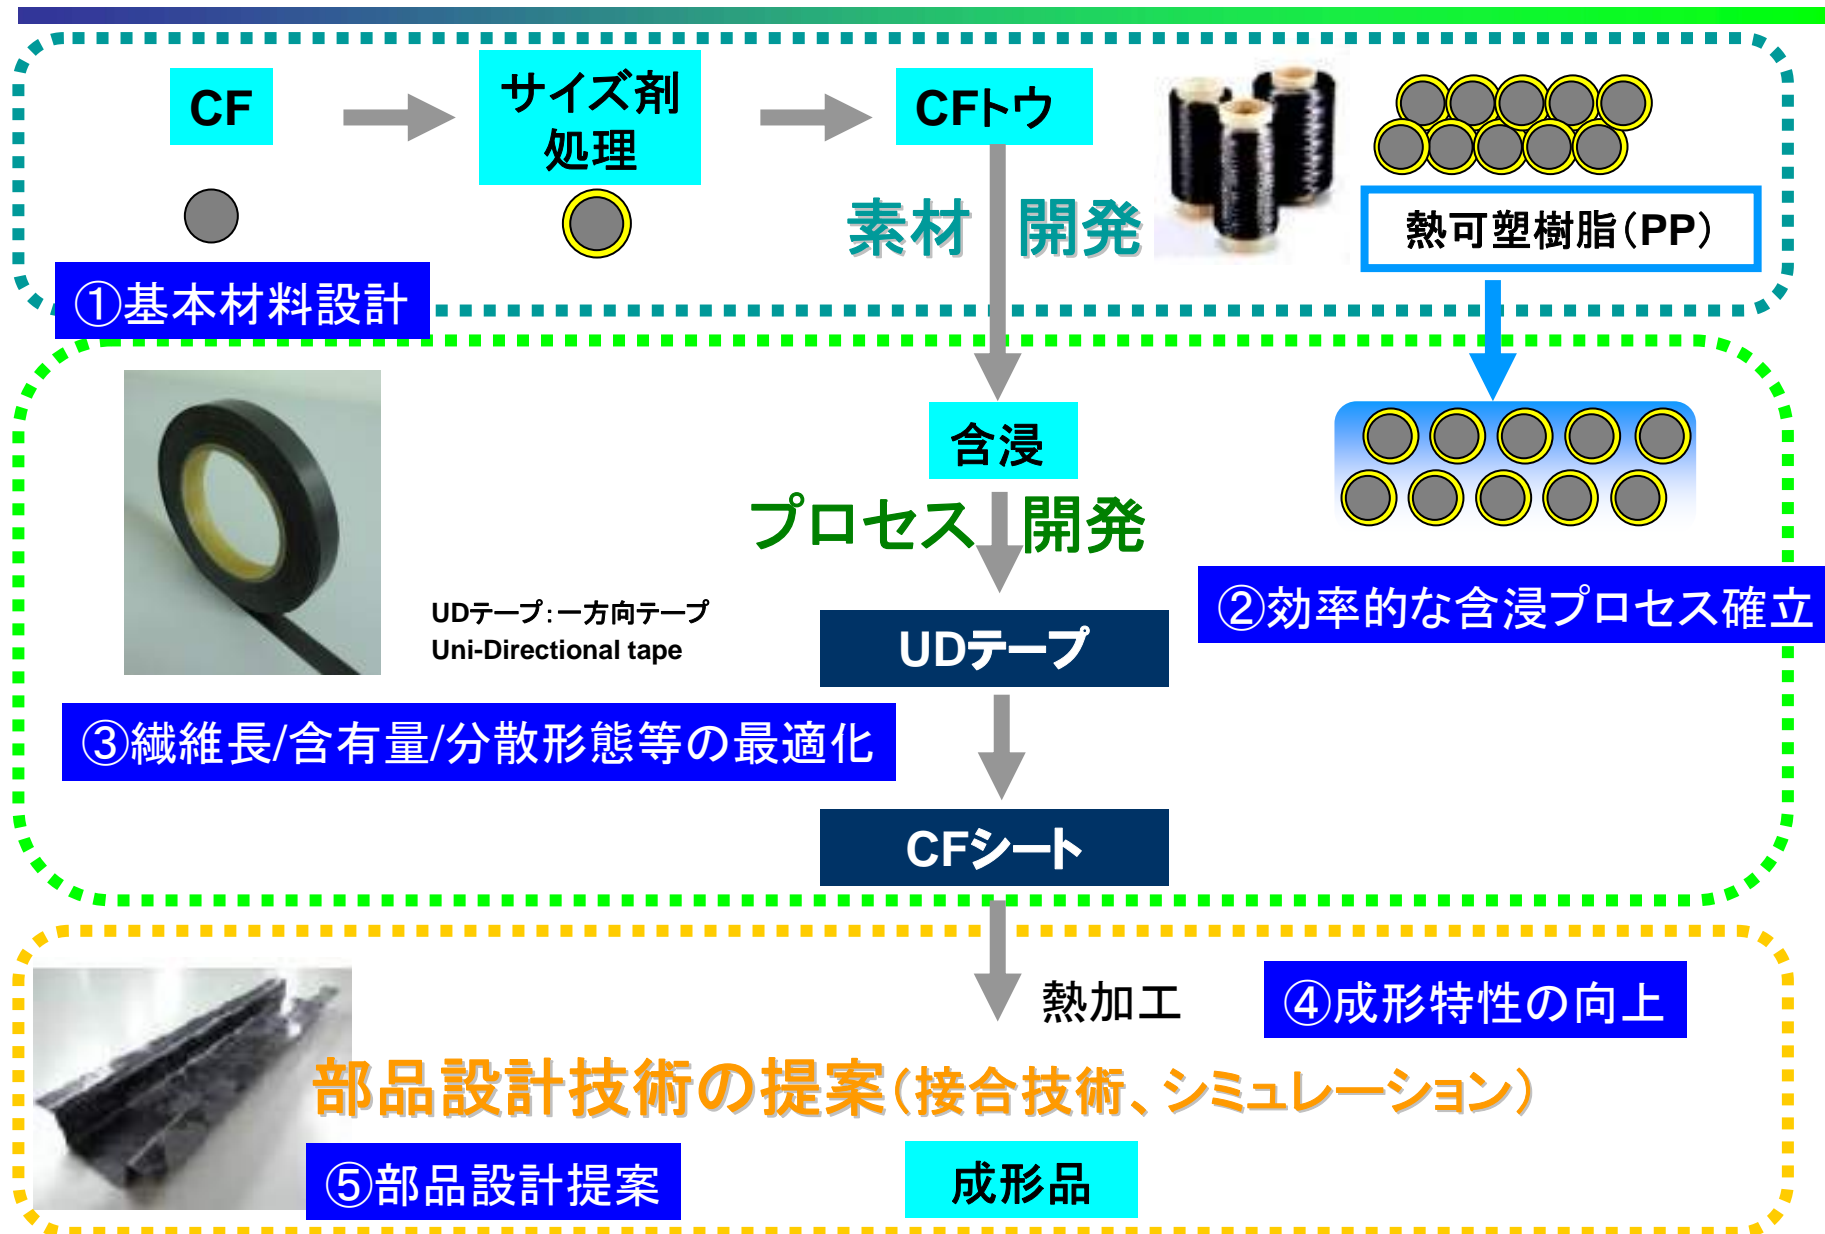 CF
サイズ剤
処理
CFトウ
素材 開発
熱可塑樹脂(PP)
①基本材料設計
含浸
プロセス 開発
②効率的な含浸プロセス確立
UDテープ:一方向テープ
Uni-Directional tape
UDテープ
③繊維長/含有量/分散形態等の最適化
CFシート
熱加工
④成形特性の向上
部品設計技術の提案(接合技術、シミュレーション)
⑤部品設計提案
成形品